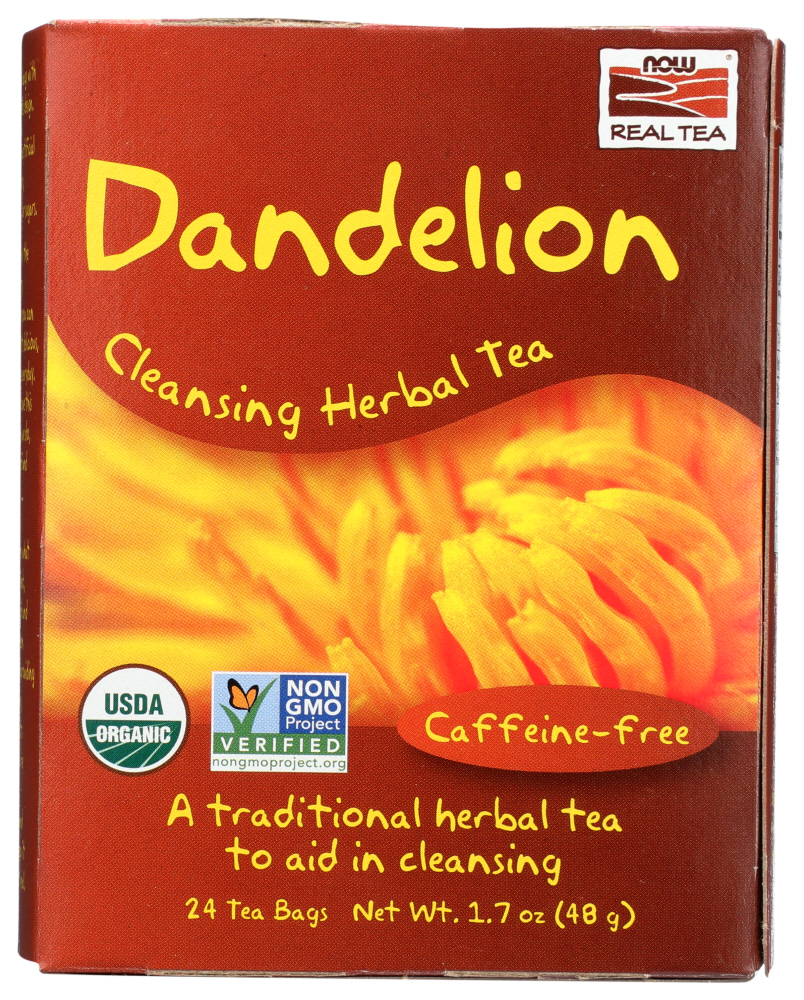 NOW
REAL TEA
Dandelion
Cleansing Herbal Tea
USDA
ORGANIC
NON
GMO
Project
VERIFIED
nongmoproject.org
Caffeine-free
A traditional herbal tea
to aid in cleansing
24 Tea Bags Net Wt. 1.7 oz (48 g)